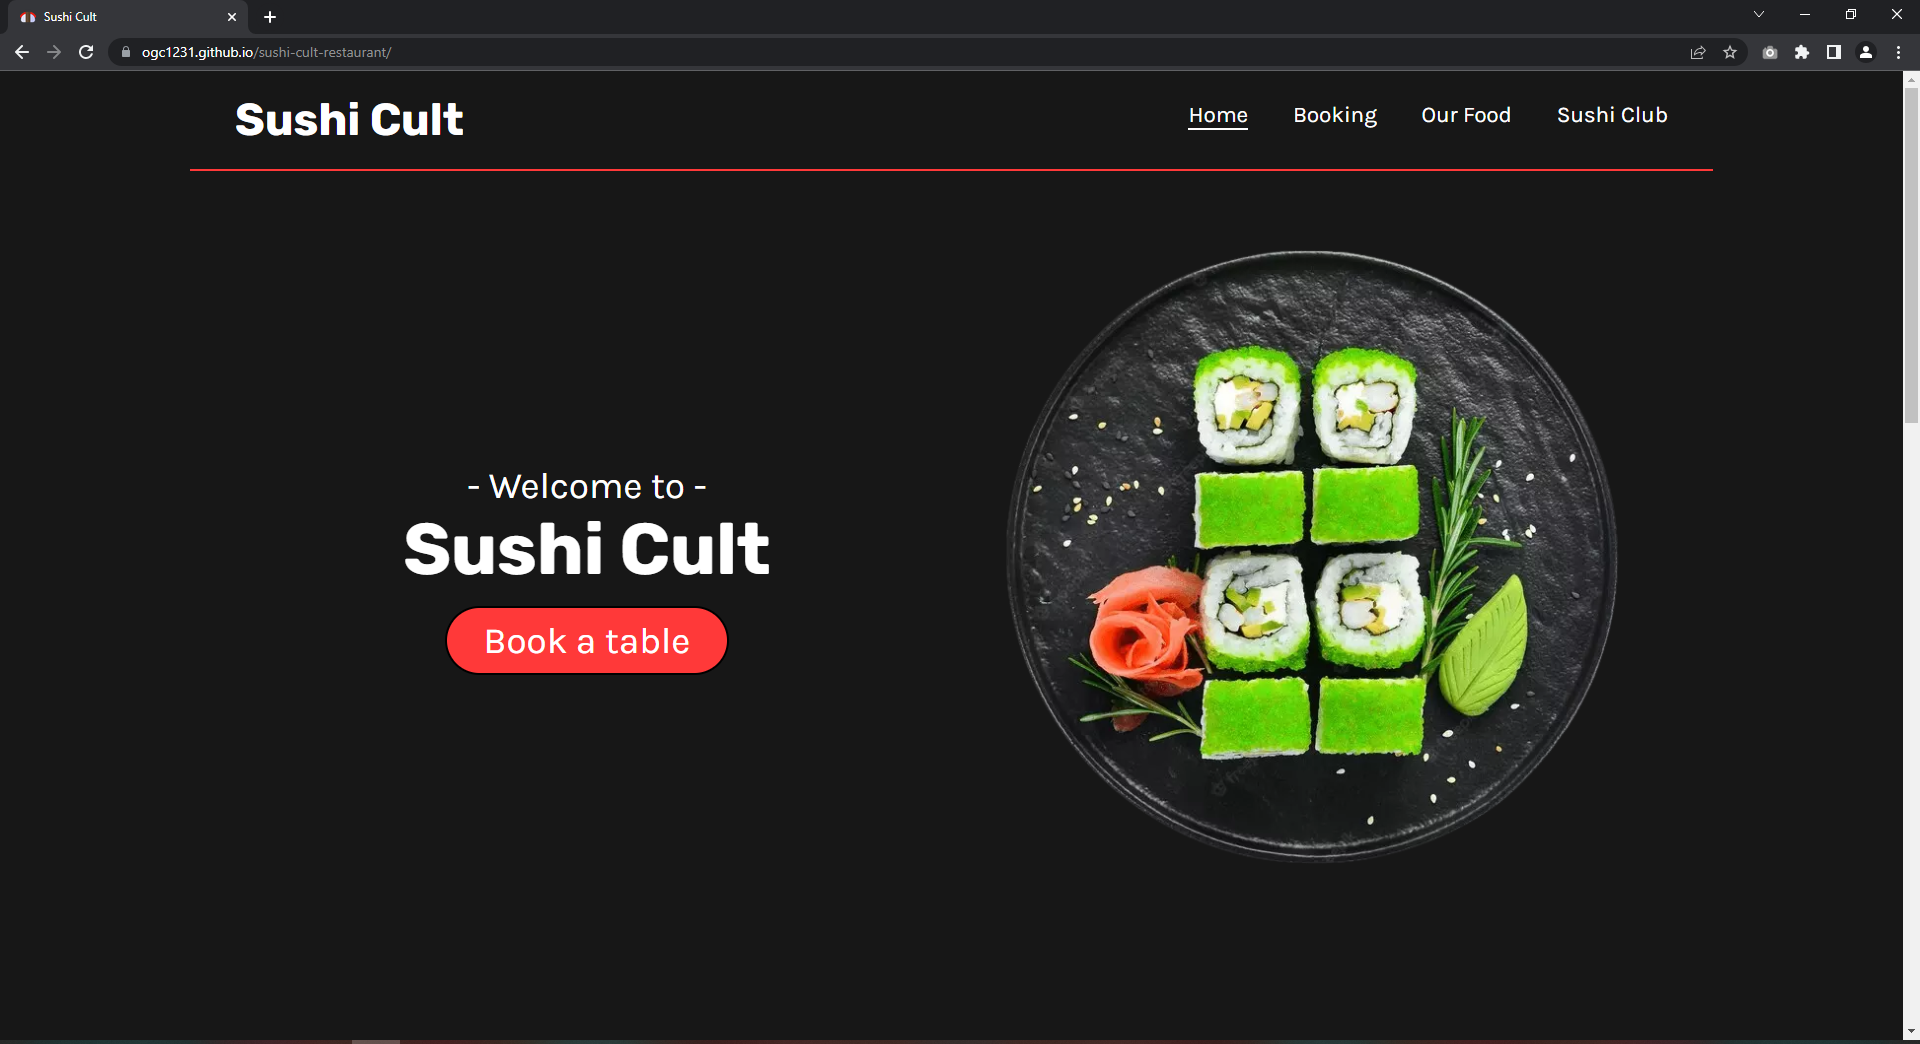 Sushi Cult
ogc1231.github.io/sushi-cult-restaurant/
Sushi Cult
Home Booking Our Food Sushi Club
- Welcome to -
Sushi Cult
Book a table